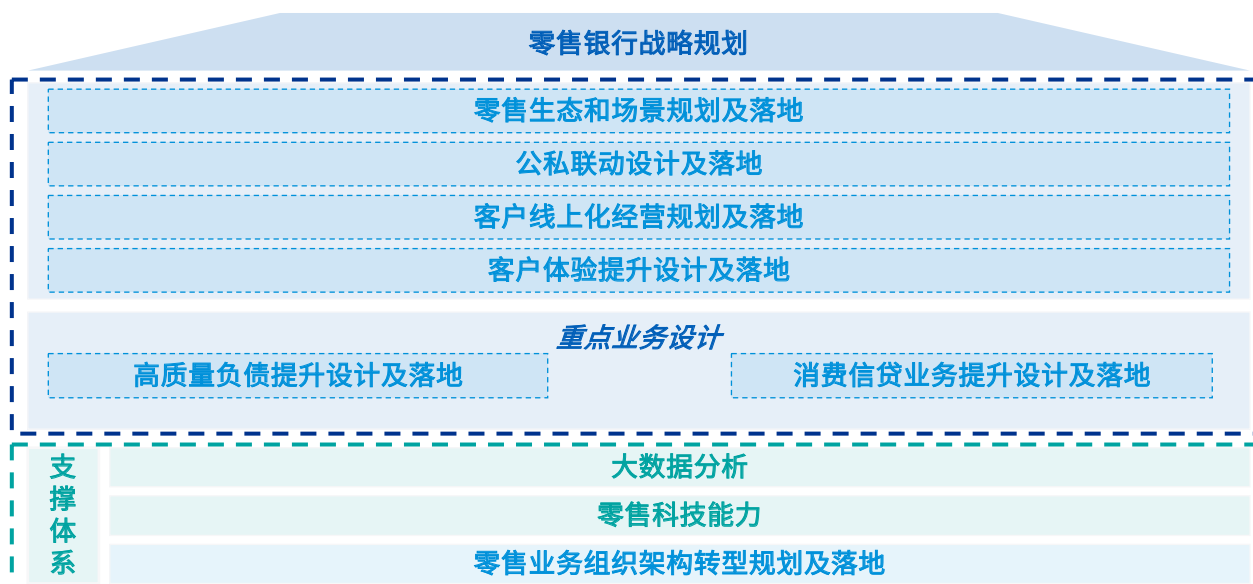 零售银行战略规划
零售生态和场景规划及落地
公私联动设计及落地
客户线上化经营规划及落地
客户体验提升设计及落地
重点业务设计
高质量负债提升设计及落地
消费信贷业务提升设计及落地
支撑体系
大数据分析
零售科技能力
零售业务组织架构转型规划及落地